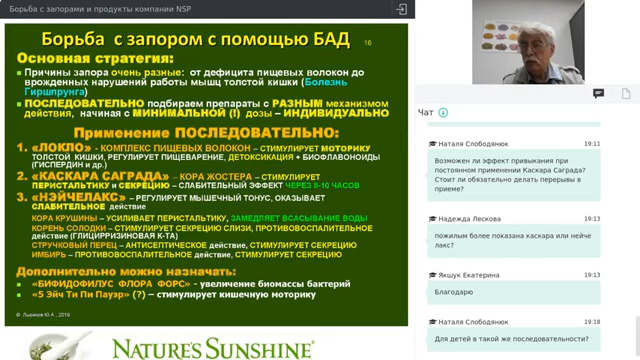 Борьба с запорами и продукты компании NSP
Борьба с запором с помощью БАД 16
Основная стратегия:
Причины запора очень разные: от дефицита пищевых волокон до
врожденных нарушений работы мышц толстой кишки (Болезнь
Гиршпрунга)
ПОСЛЕДОВАТЕЛЬНО подбираем препараты с РАЗНЫМ механизмом
действия, начиная с МИНИМАЛЬНОЙ (!) дозы – ИНДИВИДУАЛЬНО
Применение ПОСЛЕДОВАТЕЛЬНО:
1. «ЛОКЛО» - КОМПЛЕКС ПИЩЕВЫХ ВОЛОКОН – СТИМУЛИРУЕТ МОТОРИКУ
ТОЛСТОЙ КИШКИ, РЕГУЛИРУЕТ ПИЩЕВАРЕНИЕ, ДЕТОКСИКАЦИЯ + БИОФЛАВОНОИДЫ
(ГИСПЕРДИН и др.)
2. «КАСКАРА САГРАДА» – КОРА ЖОСТЕРА – СТИМУЛИРУЕТ
ПЕРИСТАЛЬТИКУ И СЕКРЕЦИЮ – СЛАБИТЕЛЬНЫЙ ЭФФЕКТ ЧЕРЕЗ 8-10 ЧАСОВ
3. «НЭЙЧЕЛАКС» – РЕГУЛИРУЕТ МЫШЕЧНЫЙ ТОНУС, ОКАЗЫВАЕТ
СЛАБИТЕЛЬНОЕ действие
КОРА КРУШИНЫ – УСИЛИВАЕТ ПЕРИСТАЛЬТИКУ, ЗАМЕДЛЯЕТ ВСАСЫВАНИЕ ВОДЫ
КОРЕНЬ СОЛОДКИ – СТИМУЛИРУЕТ СЕКРЕЦИЮ СЛИЗИ, ПРОТИВОВОСПАЛИТЕЛЬНОЕ
действие (ГЛИЦИРРИЗИНОВАЯ К-ТА)
СТРУЧКОВЫЙ ПЕРЕЦ – АНТИСЕПТИЧЕСКОЕ действие, СТИМУЛИРУЕТ СЕКРЕЦИЮ
ИМБИРЬ – ПРОТИВОВОСПАЛИТЕЛЬНОЕ действие, СТИМУЛИРУЕТ СЕКРЕЦИЮ
Дополнительно можно назначать:
«БИФИДОФИЛУС ФЛОРА ФОРС» - увеличение биомассы бактерий
«5 Эйч Ти Пи Пауэр» (?) – стимулирует кишечную моторику
© Лысиков Ю.А., 2019
NATURE'S SUNSHINE
Чат
Наталя Слободянюк 19:11
Возможен ли эффект привыкания при
постоянном применении Каскара Саграда?
Стоит ли обязательно делать перерывы в
приеме?
Надежда Лескова 19:13
пожилым более показана каскара или нейче
лакс?
Якшук Екатерина 19:13
Благодарю
Наталя Слободянюк 19:18
Для детей в такой же последовательности?